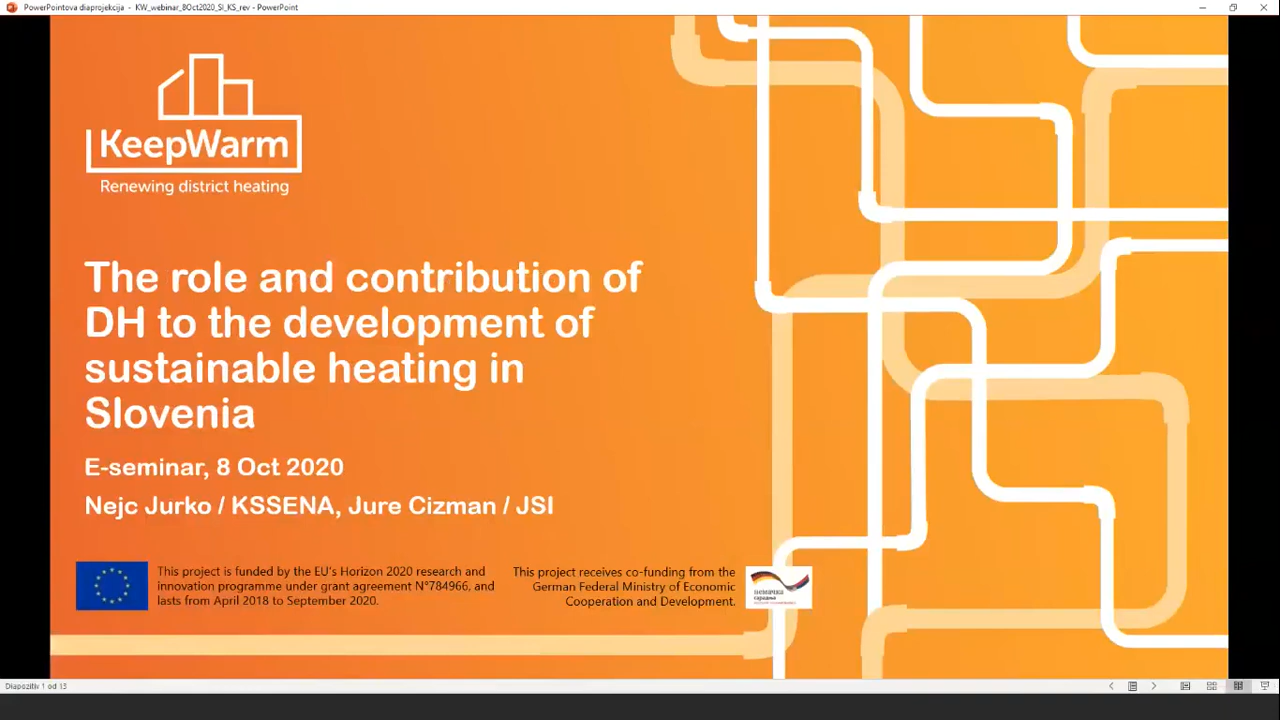 PowerPointova diaprojekcija - KW_webinar_8Oct2020_SI_KS_rev - PowerPoint
KeepWarm
Renewing district heating
The role and contribution of
DH to the development of
sustainable heating in
Slovenia
E-seminar, 8 Oct 2020
Nejc Jurko / KSSENA, Jure Cizman / JSI
This project is funded by the EU's Horizon 2020 research and
innovation programme under grant agreement N°784966, and
lasts from April 2018 to September 2020.
This project receives co-funding from the
German Federal Ministry of Economic
Cooperation and Development.
Diapozitiv 1 od 13